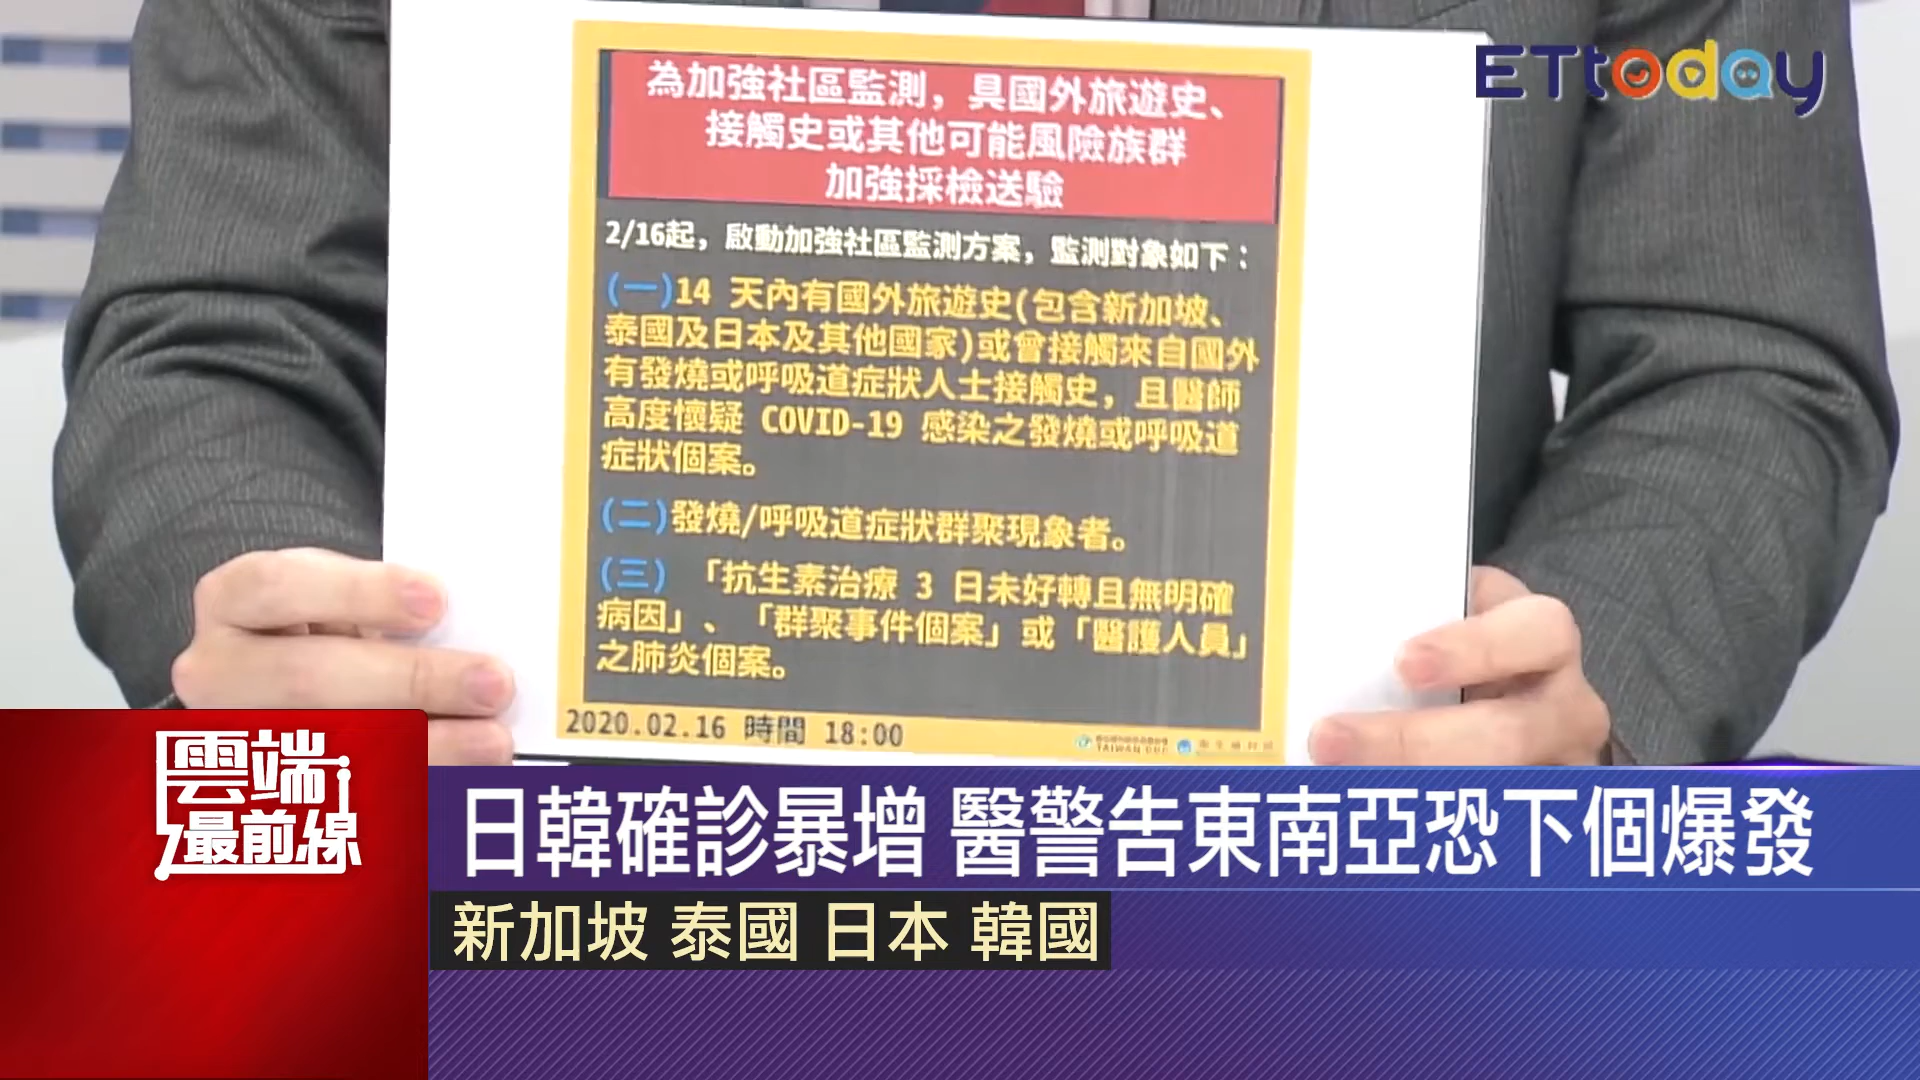 ETtoday
為加強社區監測，具國外旅遊史、
接觸史或其他可能風險族群
加強採檢送驗
2/16起，啟動加強社區監測方案，監測對象如下：
(一)14 天內有國外旅遊史(包含新加坡、
泰國及日本及其他國家)或曾接觸來自國外
有發燒或呼吸道症狀人士接觸史，且醫師
高度懷疑 COVID-19 感染之發燒或呼吸道
症狀個案。
(二)發燒/呼吸道症狀群聚現象者。
(三) 「抗生素治療 3 日未好轉且無明確
病因」、「群聚事件個案」或「醫護人員」
之肺炎個案。
2020.02.16 時間 18:00
TAIWAN CDC
雲端
最前線
日韓確診暴增 醫警告東南亞恐下個爆發
新加坡 泰國 日本 韓國